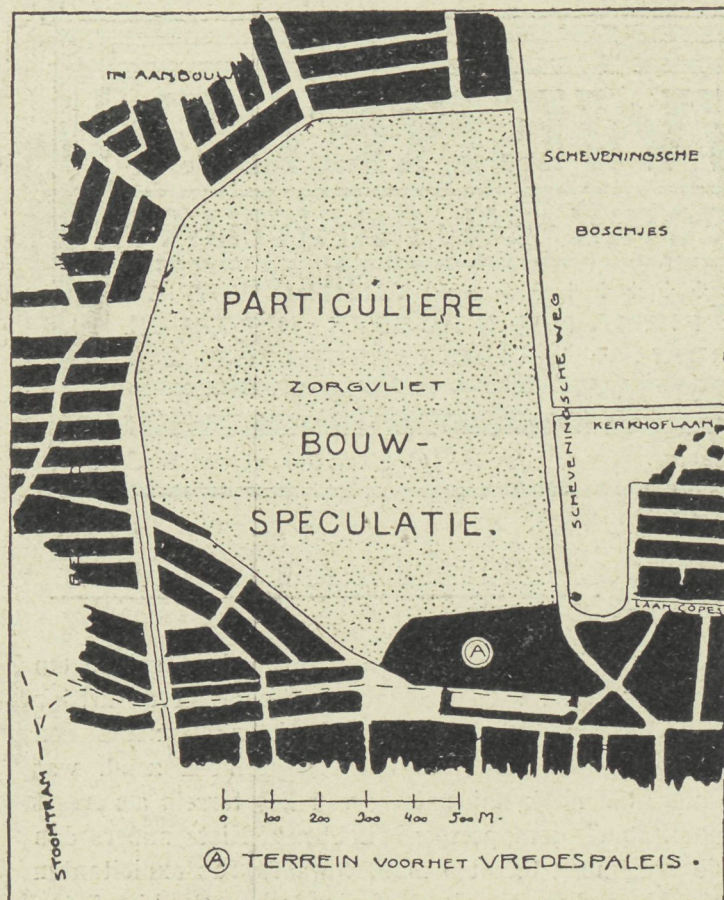 IN AANBOUW
SCHEVENINGSCHE
BOSCHJES
PARTICULIERE
ZORGVLIET
BOUW-
SPECULATIE.
SCHEVENINGSCHE WEG
KERKHOFLAAN
LAAN COPES
A
STOOMTRAM
0 100 200 300 400 500 M.
A TERREIN VOOR HET VREDESPALEIS.